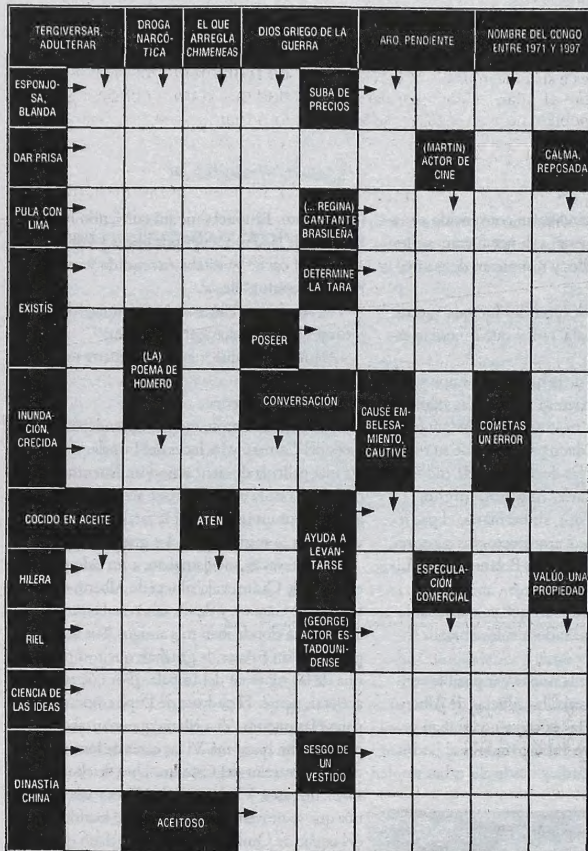 TERGIVERSAR,
ADULTERAR
DROGA
NARCÓ-
TICA
EL QUE
ARREGLA
CHIMENEAS
DIOS GRIEGO DE LA
GUERRA
ARO, PENDIENTE
NOMBRE DEL CONGO
ENTRE 1971 Y 1997
ESPONJO-
SA,
BLANDA
SUBA DE
PRECIOS
DAR PRISA
(MARTIN)
ACTOR DE
CINE
CALMA,
REPOSADA
PULA CON
LIMA
(... REGINA)
CANTANTE
BRASILEÑA
EXISTÍS
DETERMINE
LA TARA
(LA)
POEMA DE
HOMERO
POSEER
INUNDA-
CIÓN,
CRECIDA
CONVERSACIÓN
CAUSÉ EM-
BELESA-
MIENTO,
CAUTIVÉ
COMETAS
UN ERROR
COCIDO EN ACEITE
ATEN
AYUDA A
LEVAN-
TARSE
HILERA
ESPECULA-
CIÓN
COMERCIAL
VALÚO UNA
PROPIEDAD
RIEL
(GEORGE)
ACTOR ES-
TADOUNI-
DENSE
CIENCIA DE
LAS IDEAS
DINASTÍA
CHINA
SESGO DE
UN
VESTIDO
ACEITOSO